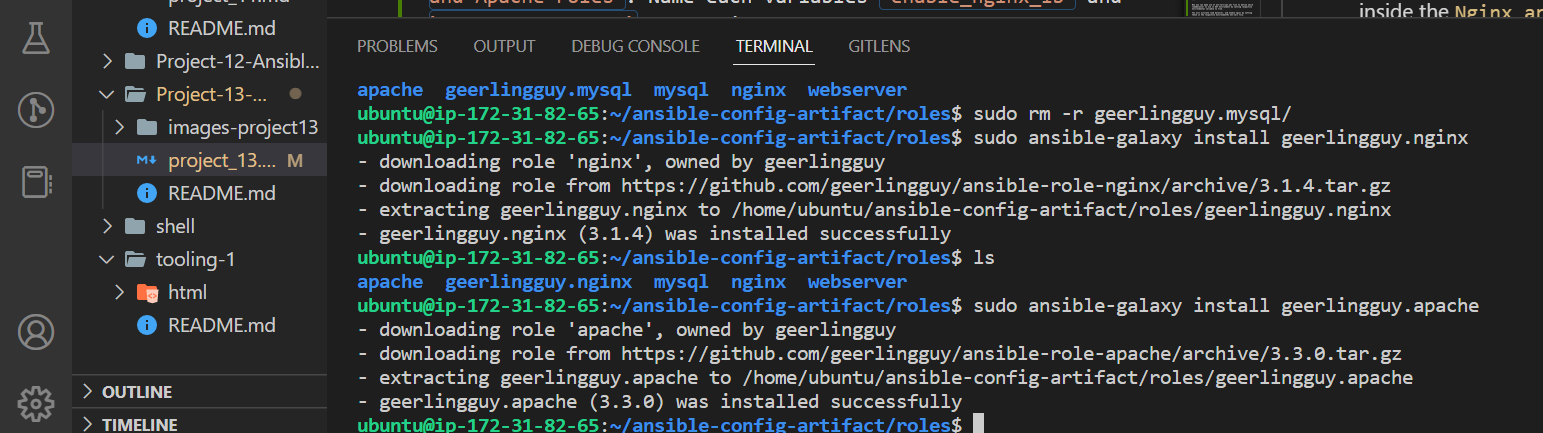 README.md
Project-12-Ansibl...
Project-13-...
images-project13
project_13.... M
README.md
shell
tooling-1
html
README.md
OUTLINE
TIMELINE
and Apache roles . Name each variables enable_nginx_lb and
inside the Nginx an
PROBLEMS OUTPUT DEBUG CONSOLE TERMINAL GITLENS
apache geerlingguy.mysql mysql nginx webserver
ubuntu@ip-172-31-82-65:~/ansible-config-artifact/roles$ sudo rm -r geerlingguy.mysql/
ubuntu@ip-172-31-82-65:~/ansible-config-artifact/roles$ sudo ansible-galaxy install geerlingguy.nginx
- downloading role 'nginx', owned by geerlingguy
- downloading role from https://github.com/geerlingguy/ansible-role-nginx/archive/3.1.4.tar.gz
- extracting geerlingguy.nginx to /home/ubuntu/ansible-config-artifact/roles/geerlingguy.nginx
- geerlingguy.nginx (3.1.4) was installed successfully
ubuntu@ip-172-31-82-65:~/ansible-config-artifact/roles$ ls
apache geerlingguy.nginx mysql nginx webserver
ubuntu@ip-172-31-82-65:~/ansible-config-artifact/roles$ sudo ansible-galaxy install geerlingguy.apache
- downloading role 'apache', owned by geerlingguy
- downloading role from https://github.com/geerlingguy/ansible-role-apache/archive/3.3.0.tar.gz
- extracting geerlingguy.apache to /home/ubuntu/ansible-config-artifact/roles/geerlingguy.apache
- geerlingguy.apache (3.3.0) was installed successfully
ubuntu@ip-172-31-82-65:~/ansible-config-artifact/roles$